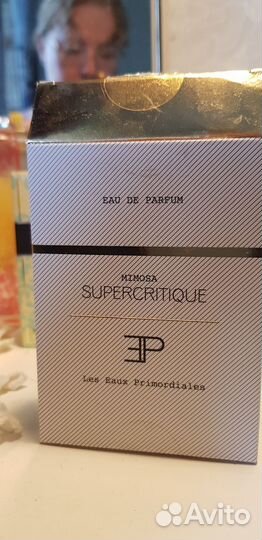 EAU DE PARFUM
MIMOSA
SUPERCRITIQUE
EP
Les Eaux Primordiales
Avito